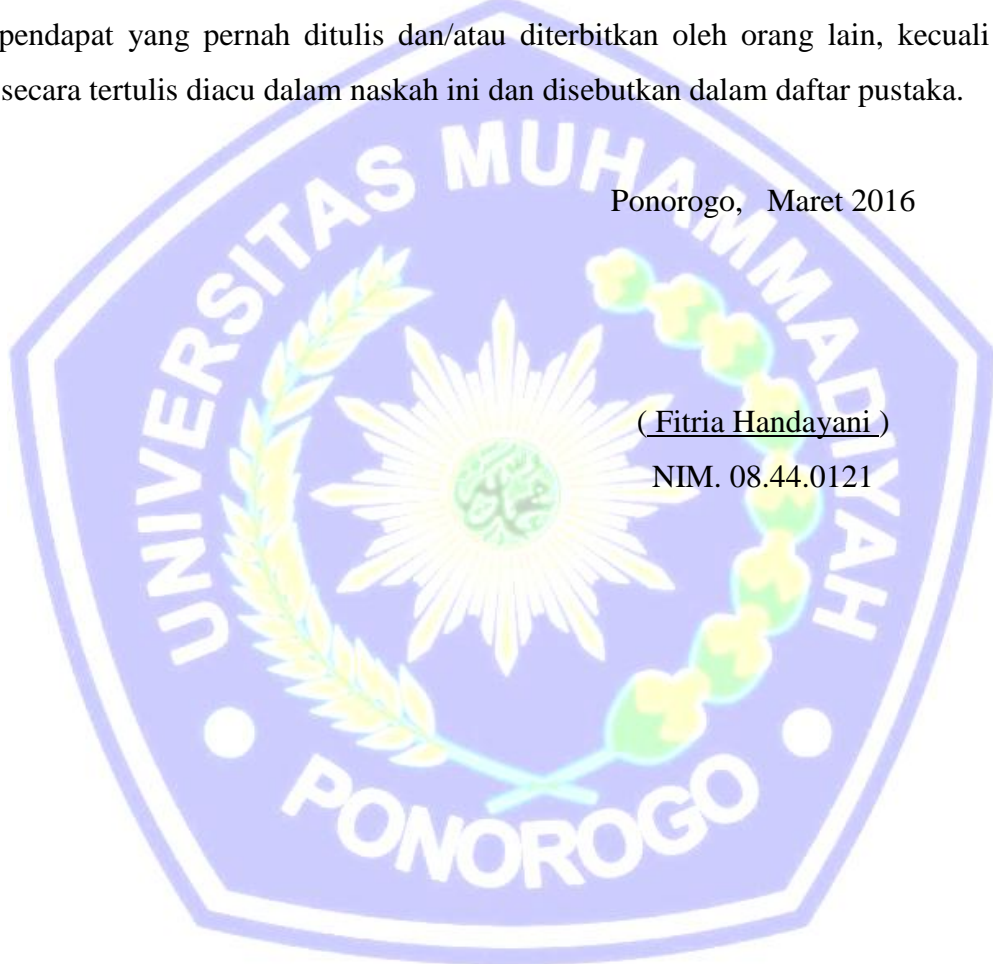 pendapat yang pernah ditulis dan/atau diterbitkan oleh orang lain, kecuali
secara tertulis diacu dalam naskah ini dan disebutkan dalam daftar pustaka.
Ponorogo, Maret 2016
( Fitria Handayani )
NIM. 08.44.0121
UNIVERSITAS MUHAMMADIYAH
محمد
PONOROGO